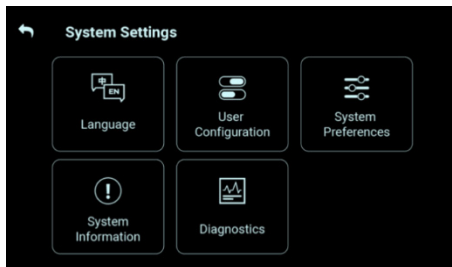 System Settings
中
EN
Language
User
Configuration
System
Preferences
System
Information
Diagnostics